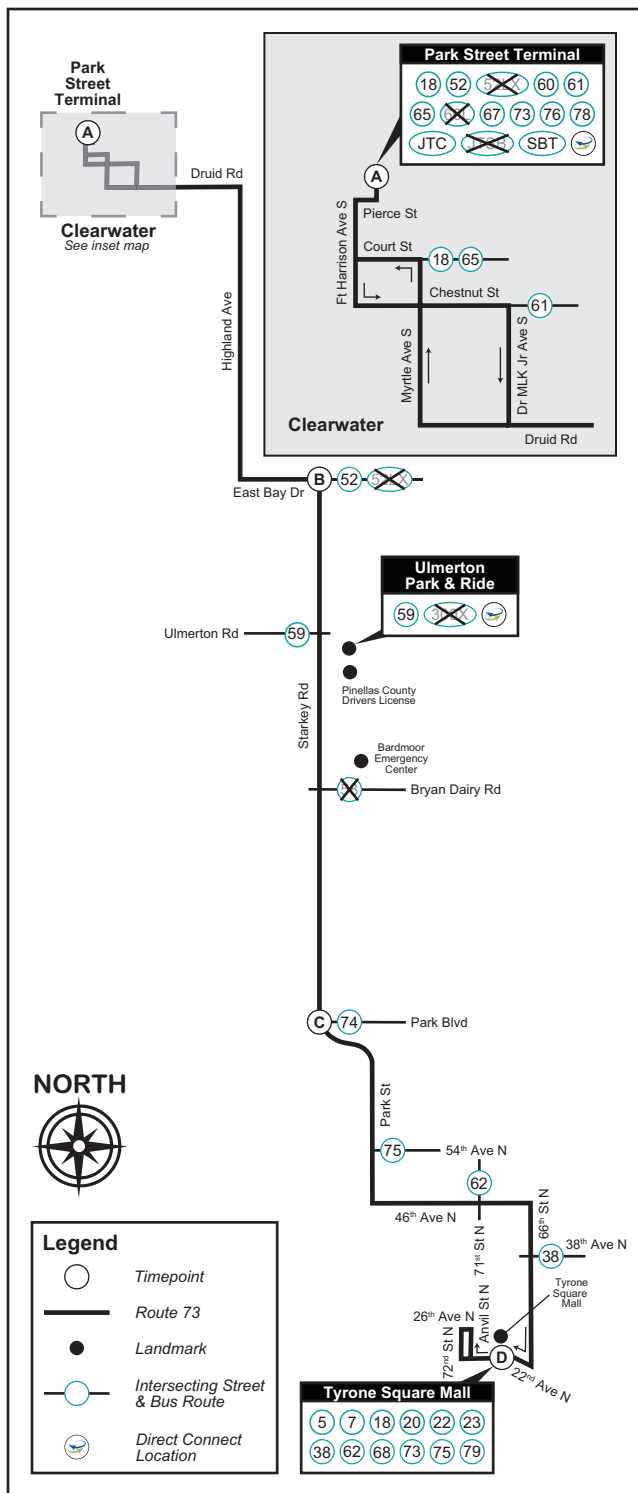 Park
Street
Terminal
A
Druid Rd
Clearwater
See inset map
Highland Ave
Park Street Terminal
18 52 60 61
65 67 73 76 78
JTC SBT
A
Pierce St
Ft Harrison Ave S
Court St
18 65
Chestnut St
61
Myrtle Ave S
Dr MLK Jr Ave S
Clearwater
Druid Rd
East Bay Dr
B 52
Ulmerton
Park & Ride
59
Ulmerton Rd
59
Pinellas County
Drivers License
Starkey Rd
Bardmoor
Emergency
Center
Bryan Dairy Rd
C 74 Park Blvd
NORTH
Park St
75 54th Ave N
62
46th Ave N
71st St N
66th St N
38th Ave N
38
Tyrone
Square
Mall
26th Ave N
Anvil St N
72nd St N
D
22nd Ave N
Tyrone Square Mall
5 7 18 20 22 23
38 62 68 73 75 79
Legend
Timepoint
Route 73
Landmark
Intersecting Street
& Bus Route
Direct Connect
Location